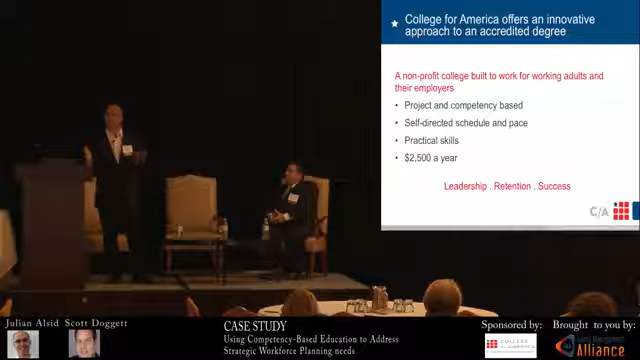 College for America offers an innovative
approach to an accredited degree
A non-profit college built to work for working adults and
their employers
• Project and competency based
• Self-directed schedule and pace
• Practical skills
• $2,500 a year
Leadership . Retention . Success
C/A
Julian Alsid Scott Doggett
CASE STUDY
Using Competency-Based Education to Address
Strategic Workforce Planning needs
Sponsored by:
COLLEGE
for AMERICA
Brought to you by:
Alliance